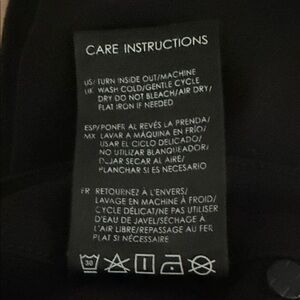 CARE INSTRUCTIONS
US/ TURN INSIDE OUT/MACHINE
UK WASH COLD/GENTLE CYCLE
DRY DO NOT BLEACH/AIR DRY/
FLAT IRON IF NEEDED
ESP/ PONER AL REVÉS LA PRENDA/
MX LAVAR A MÁQUINA EN FRÍO/
USAR EL CICLO DELICADO/
NO UTILIZAR BLANQUEADOR/
DEJAR SECAR AL AIRE/
PLANCHAR SI ES NECESARIO
FR RETOURNEZ À L'ENVERS/
LAVAGE EN MACHINE À FROID/
CYCLE DÉLICAT/NE PAS UTILISER
D'EAU DE JAVEL/SÉCHAGE À
L'AIR LIBRE/REPASSAGE AU FER
PLAT SI NÉCESSAIRE
30